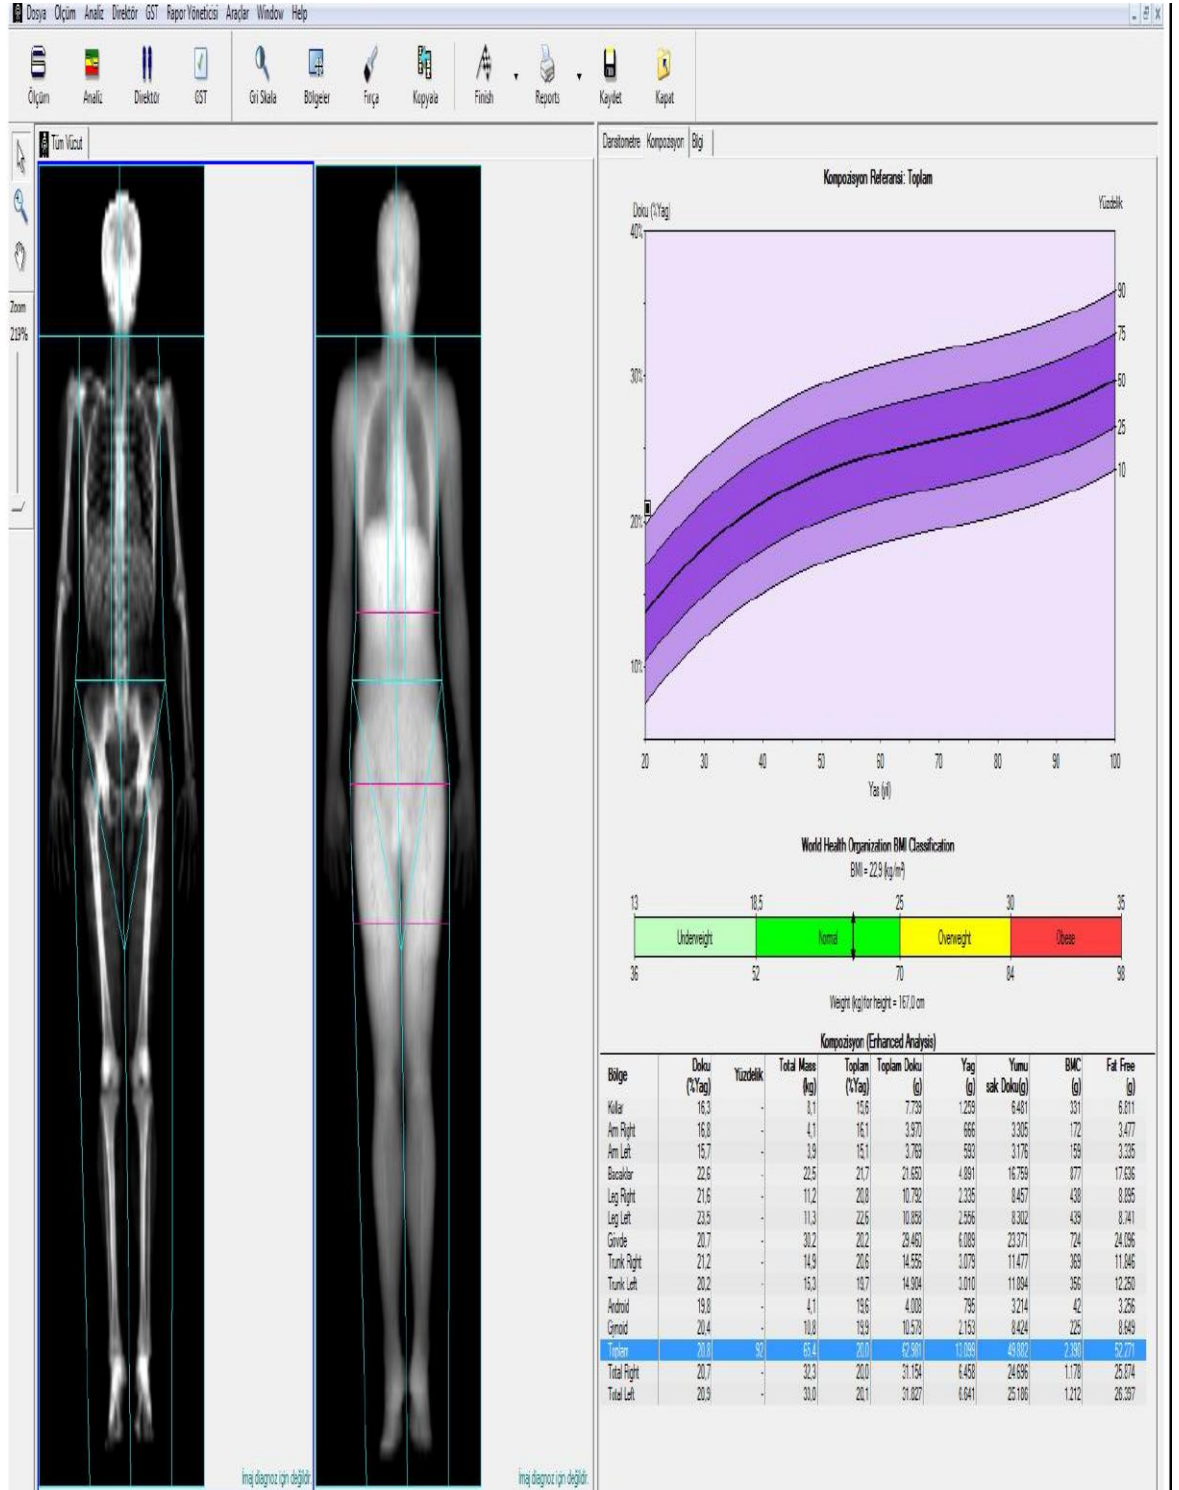 Dosya Ölçüm Analiz Direktör GST Rapor Yöneticisi Araçlar Window Help
Ölçüm Analiz Direktör GST Gri Skala Bölgeler Fırça Kopyala Finish Reports Kaydet Kapat
Tüm Vücut
Zoom
219%
İmaj diagnoz için değildir.
İmaj diagnoz için değildir.
Dansitometre Kompozisyon Bilgi
Kompozisyon Referansi: Toplam
Doku (%Yag) Yüzdelik
40%
30%
20%
10%
90
75
50
25
10
20 30 40 50 60 70 80 90 100
Yas (yil)
World Health Organization BMI Classification
BMI = 22,9 (kg/m²)
13 18,5 25 30 35
Underweight Normal Overweight Obese
36 52 70 84 98
Weight (kg) for height = 167,0 cm
Kompozisyon (Enhanced Analysis)
Bölge Doku (%Yag) Yüzdelik Total Mass (kg) Toplam (%Yag) Toplam Doku (g) Yag (g) Yumu sak Doku(g) BMC (g) Fat Free (g)
Kollar 16,3 - 8,1 15,6 7.739 1.259 6.481 331 6.811
Arm Right 16,8 - 4,1 16,1 3.970 666 3.305 172 3.477
Arm Left 15,7 - 3,9 15,1 3.769 593 3.176 159 3.335
Bacaklar 22,6 - 22,5 21,7 21.650 4.891 16.759 877 17.636
Leg Right 21,6 - 11,2 20,8 10.792 2.335 8.457 438 8.895
Leg Left 23,5 - 11,3 22,6 10.858 2.556 8.302 439 8.741
Gövde 20,7 - 30,2 20,2 29.460 6.089 23.371 724 24.096
Trunk Right 21,2 - 14,9 20,6 14.556 3.079 11.477 369 11.846
Trunk Left 20,2 - 15,3 19,7 14.904 3.010 11.894 356 12.250
Android 19,8 - 4,1 19,6 4.008 795 3.214 42 3.256
Gynoid 20,4 - 10,8 19,9 10.578 2.153 8.424 225 8.649
Toplam 20,8 92 65,4 20,0 62.981 13.099 49.882 2.390 52.271
Total Right 20,7 - 32,3 20,0 31.154 6.458 24.696 1.178 25.874
Total Left 20,9 - 33,0 20,1 31.827 6.641 25.186 1.212 26.397